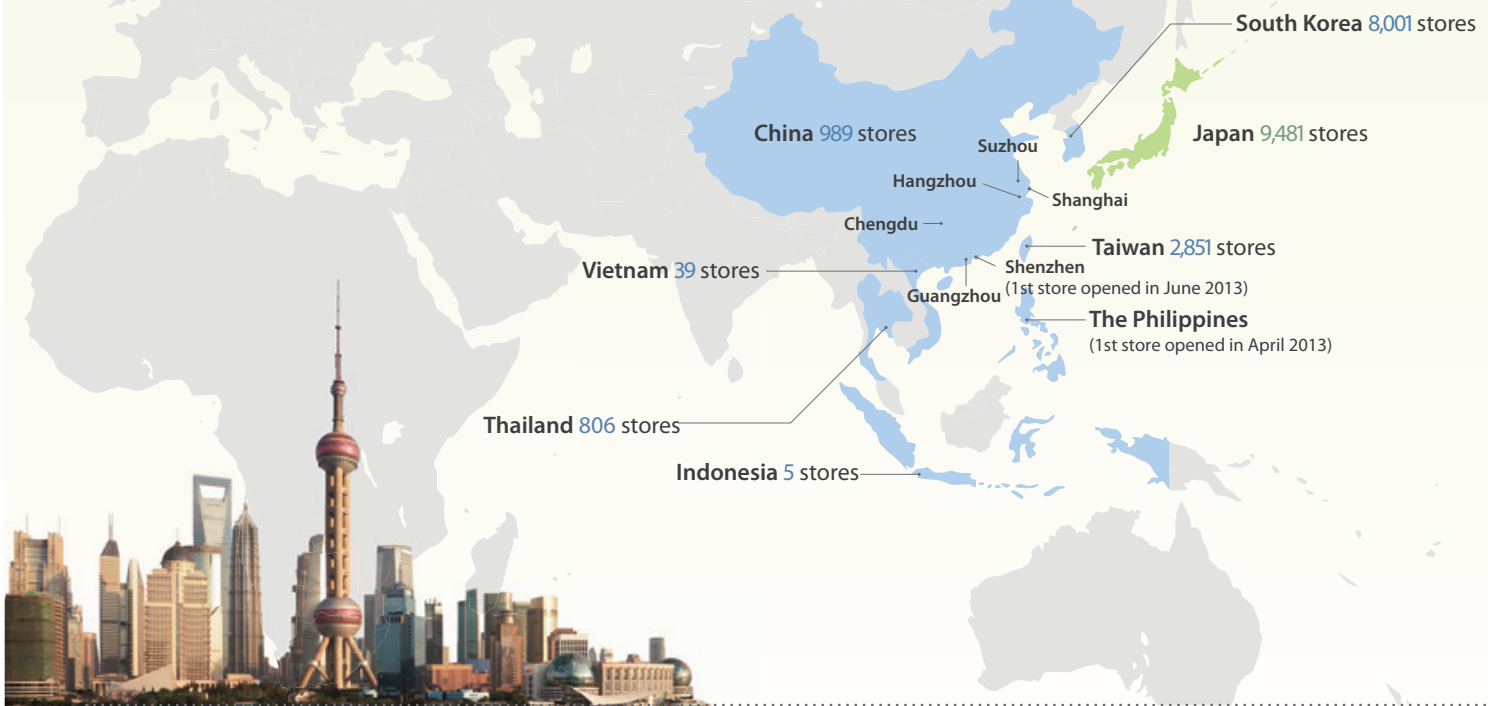 South Korea 8,001 stores
China 989 stores
Japan 9,481 stores
Suzhou
Hangzhou
Shanghai
Chengdu
Taiwan 2,851 stores
Vietnam 39 stores
Shenzhen
(1st store opened in June 2013)
Guangzhou
The Philippines
(1st store opened in April 2013)
Thailand 806 stores
Indonesia 5 stores